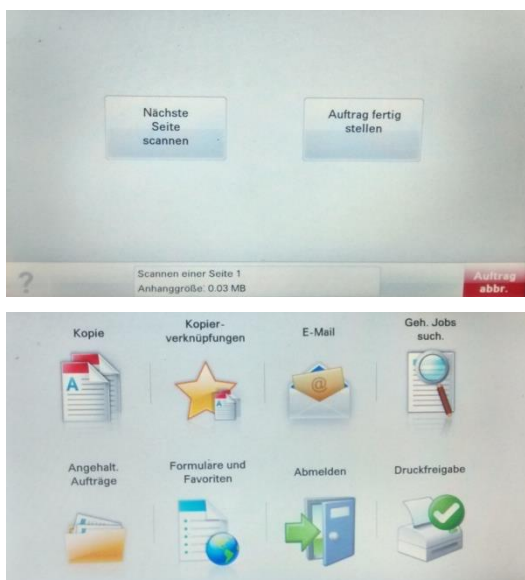 Nächste
Seite
scannen
Auftrag fertig
stellen
?
Scannen einer Seite 1
Anhanggröße: 0.03 MB
Auftrag
abbr.
Kopie
Kopier-
verknüpfungen
E-Mail
Geh. Jobs
such.
A
@
Angehalt.
Aufträge
Formulare und
Favoriten
Abmelden
Druckfreigabe